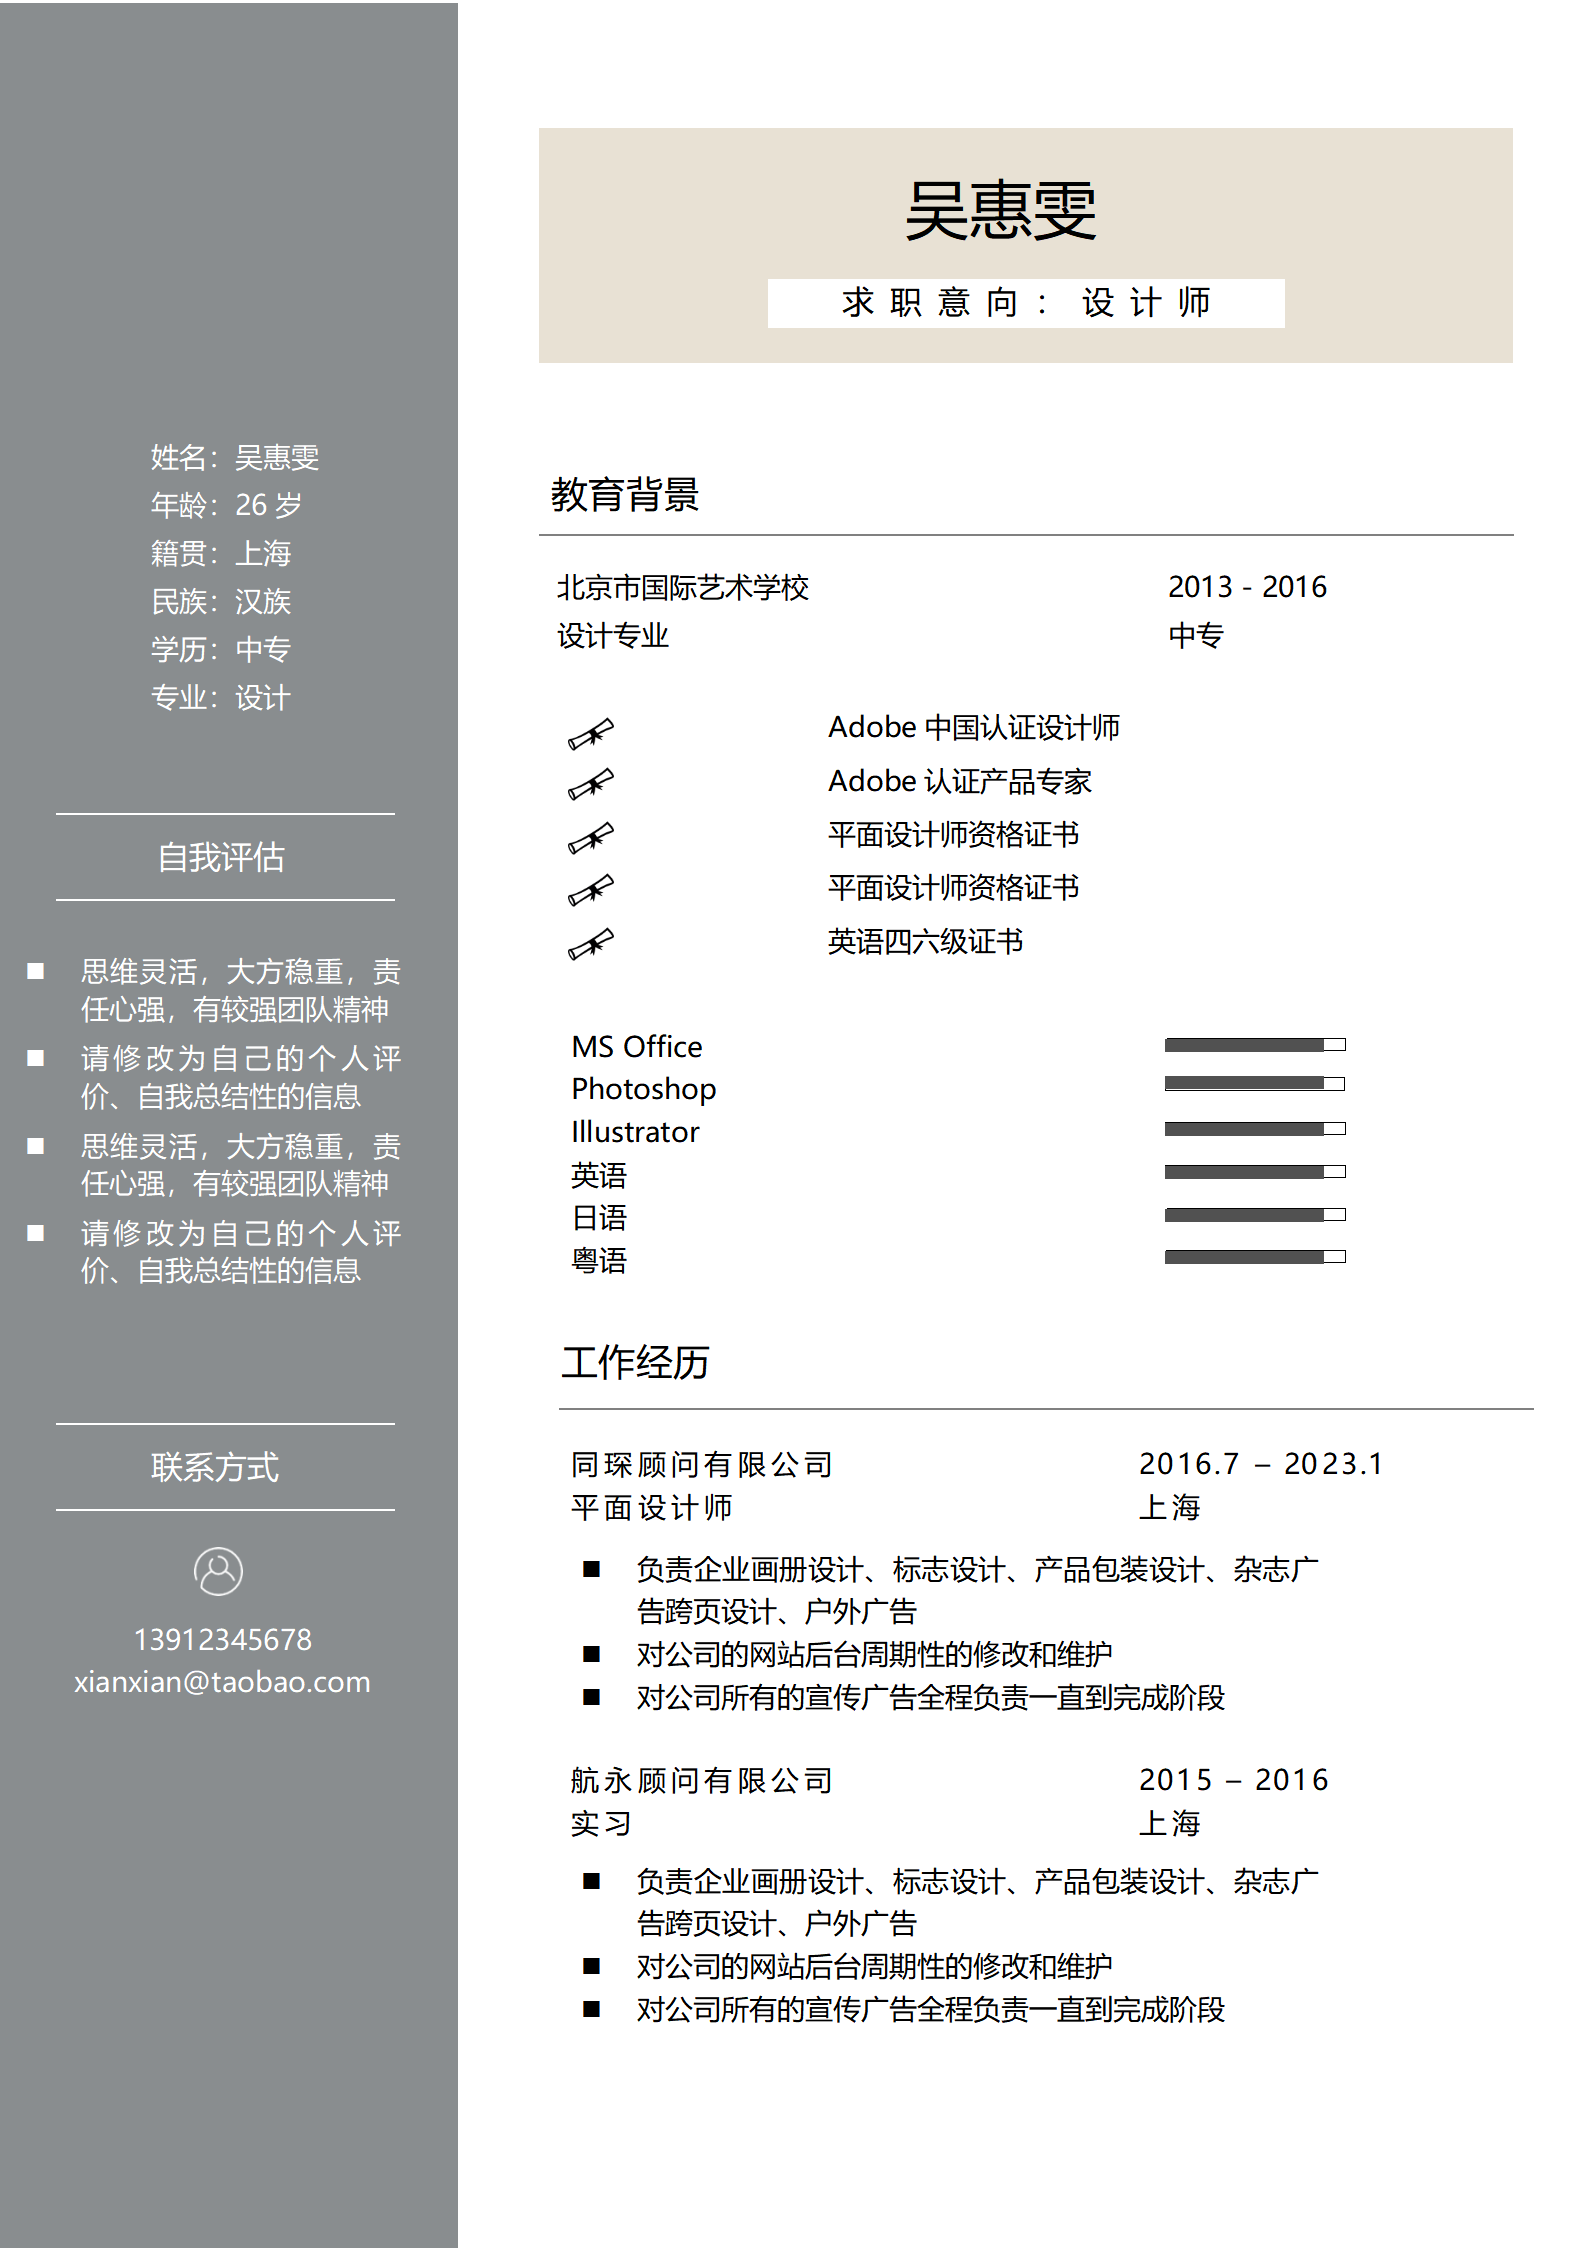 吴惠雯
求职意向：设计师
姓名：吴惠雯
年龄：26 岁
籍贯：上海
民族：汉族
学历：中专
专业：设计
自我评估
思维灵活，大方稳重，责
任心强，有较强团队精神
请修改为自己的个人评
价、自我总结性的信息
思维灵活，大方稳重，责
任心强，有较强团队精神
请修改为自己的个人评
价、自我总结性的信息
联系方式
13912345678
xianxian@taobao.com
教育背景
北京市国际艺术学校 2013 - 2016
设计专业 中专
Adobe 中国认证设计师
Adobe 认证产品专家
平面设计师资格证书
平面设计师资格证书
英语四六级证书
MS Office
Photoshop
Illustrator
英语
日语
粤语
工作经历
同琛顾问有限公司 2016.7 – 2023.1
平面设计师 上海
负责企业画册设计、标志设计、产品包装设计、杂志广
告跨页设计、户外广告
对公司的网站后台周期性的修改和维护
对公司所有的宣传广告全程负责一直到完成阶段
航永顾问有限公司 2015 – 2016
实习 上海
负责企业画册设计、标志设计、产品包装设计、杂志广
告跨页设计、户外广告
对公司的网站后台周期性的修改和维护
对公司所有的宣传广告全程负责一直到完成阶段